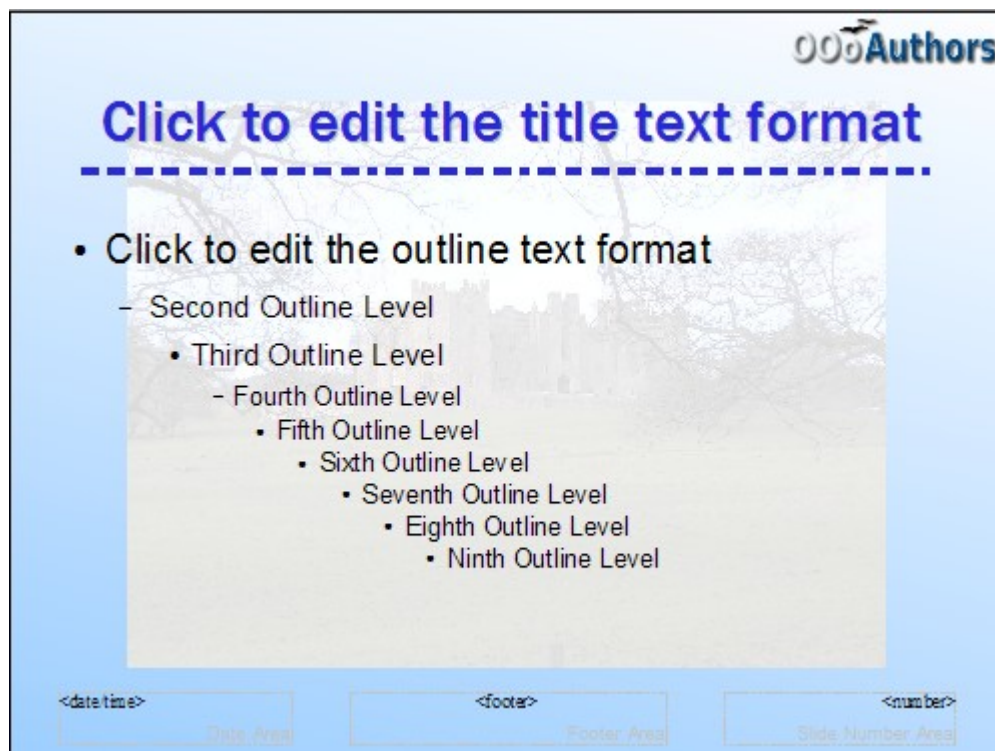 OOoAuthors
Click to edit the title text format
• Click to edit the outline text format
– Second Outline Level
• Third Outline Level
– Fourth Outline Level
• Fifth Outline Level
• Sixth Outline Level
• Seventh Outline Level
• Eighth Outline Level
• Ninth Outline Level
<date/time> <footer> <number>
Date Area Footer Area Slide Number Area